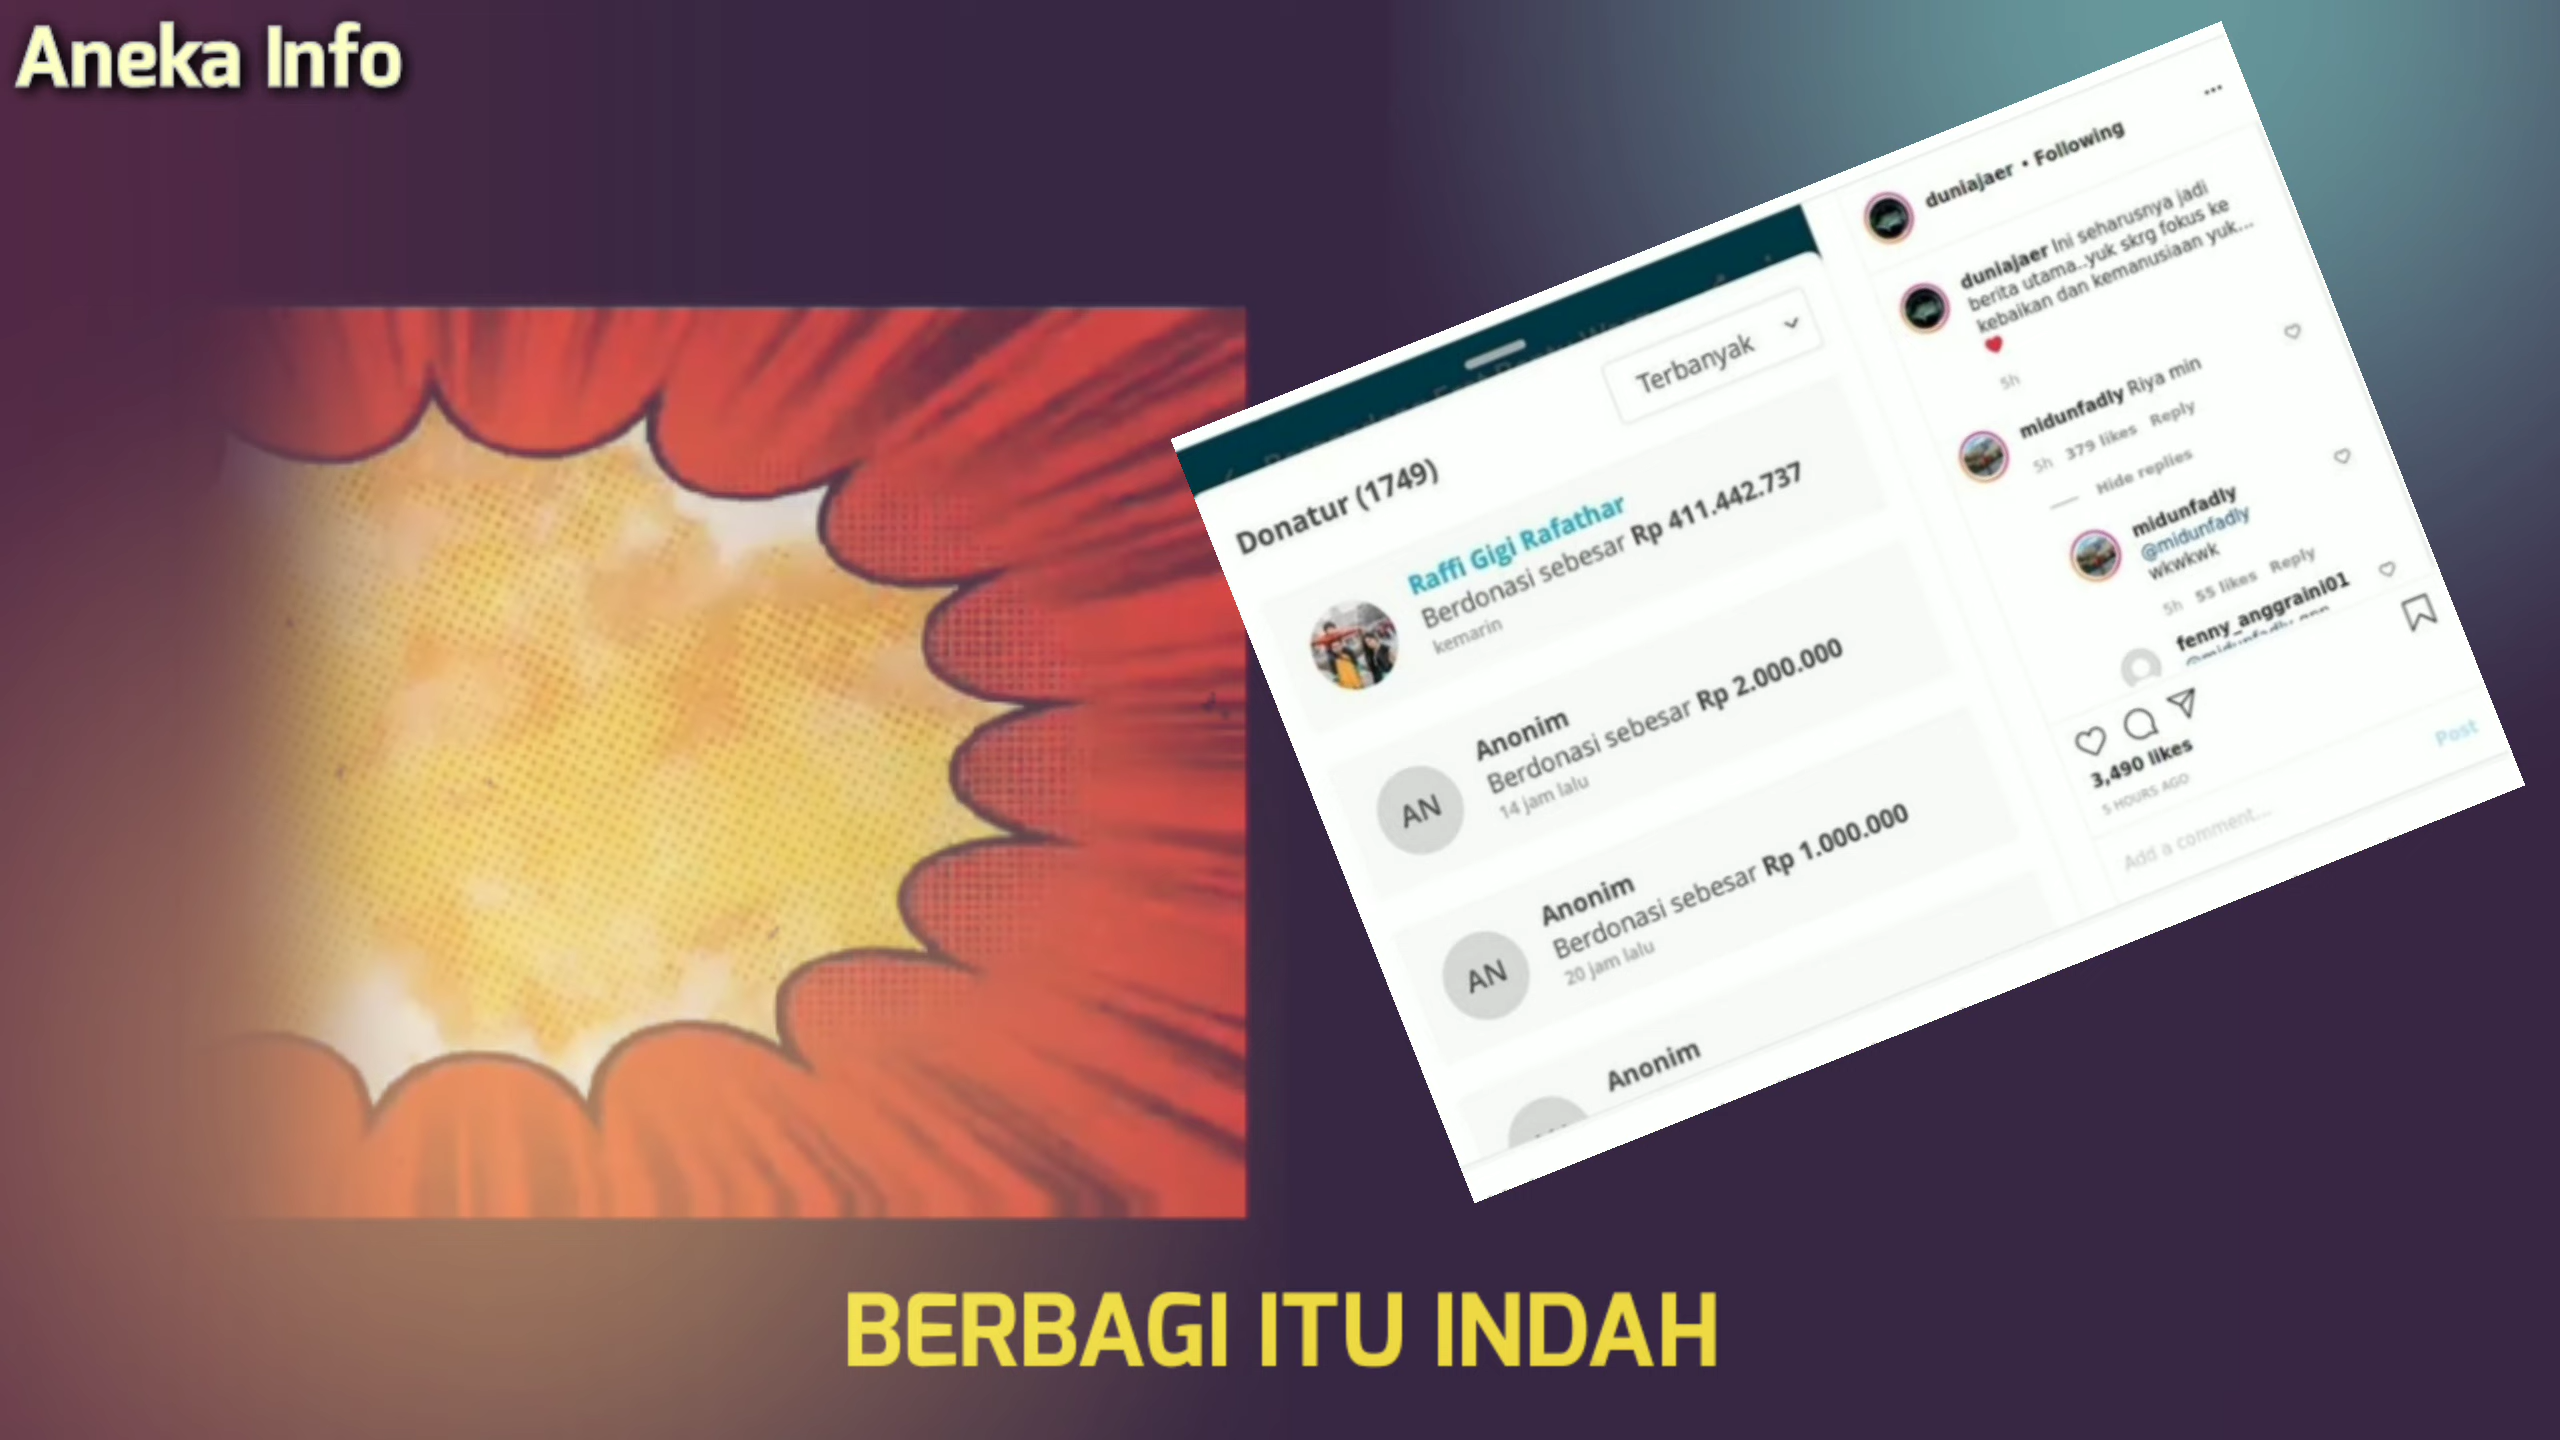 Aneka Info
Terbanyak
Donatur (1749)
Raffi Gigi Rafathar
Berdonasi sebesar Rp 411.442.737
kemarin
AN
Anonim
Berdonasi sebesar Rp 2.000.000
14 jam lalu
AN
Anonim
Berdonasi sebesar Rp 1.000.000
20 jam lalu
Anonim
duniajaer • Following
duniajaer Ini seharusnya jadi
berita utama..yuk skrg fokus ke
kebaikan dan kemanusiaan yuk...
5h
midunfadly Riya min
5h 379 likes Reply
Hide replies
midunfadly
@midunfadly
wkwkwk
5h 55 likes Reply
fenny_anggraini01
3,490 likes
5 HOURS AGO
Add a comment...
Post
BERBAGI ITU INDAH